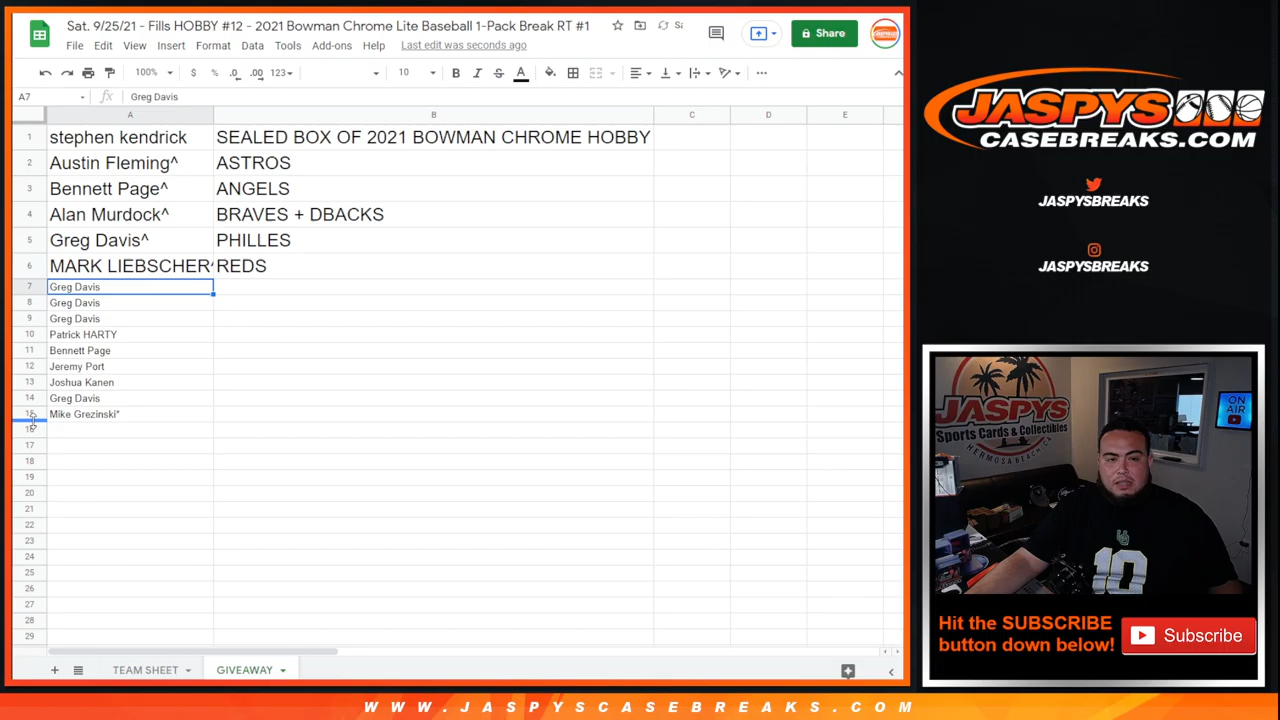 Sat. 9/25/21 - Fills HOBBY #12 - 2021 Bowman Chrome Lite Baseball 1-Pack Break RT #1
File Edit View Insert Format Data Tools Add-ons Help Last edit was seconds ago
Share
100% $ % .0 .00 123 10 B I S A
A7 fx Greg Davis
A B C D E
1 stephen kendrick SEALED BOX OF 2021 BOWMAN CHROME HOBBY
2 Austin Fleming^ ASTROS
3 Bennett Page^ ANGELS
4 Alan Murdock^ BRAVES + DBACKS
5 Greg Davis^ PHILLES
6 MARK LIEBSCHER^ REDS
7 Greg Davis
8 Greg Davis
9 Greg Davis
10 Patrick HARTY
11 Bennett Page
12 Jeremy Port
13 Joshua Kanen
14 Greg Davis
15 Mike Grezinski*
16
17
18
19
20
21
22
23
24
25
26
27
28
29
TEAM SHEET GIVEAWAY
JASPYS
CASEBREAKS.COM
JASPYSBREAKS
JASPYSBREAKS
JASPYS
Sports Cards & Collectibles
HERMOSA BEACH, CA
ON AIR
10
Hit the SUBSCRIBE
button down below!
Subscribe
WWW.JASPYSCASEBREAKS.COM